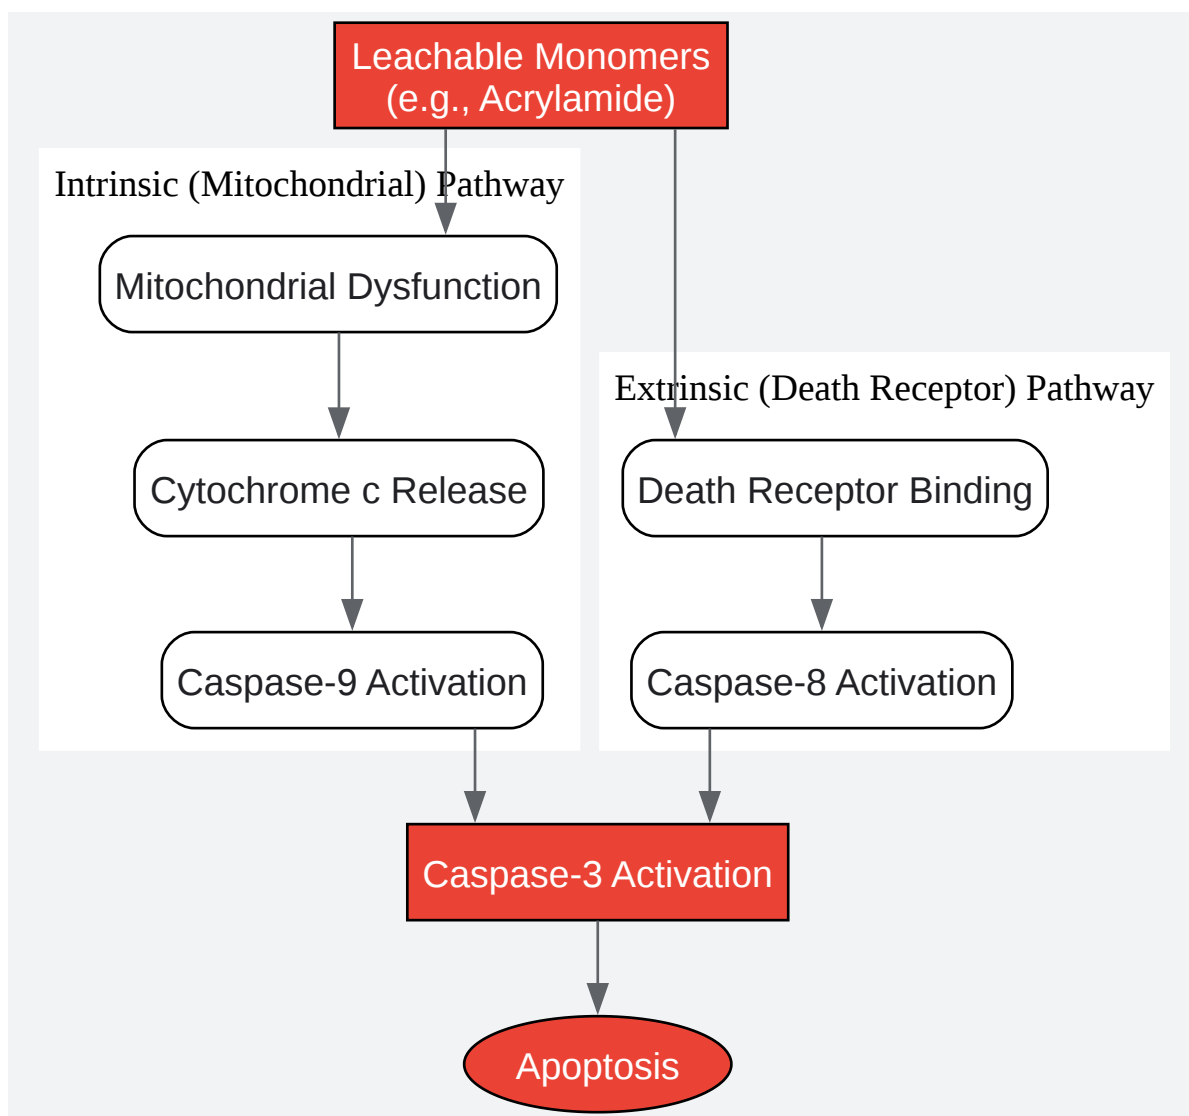 Leachable Monomers
(e.g., Acrylamide)
Intrinsic (Mitochondrial) Pathway
Mitochondrial Dysfunction
Extrinsic (Death Receptor) Pathway
Cytochrome c Release
Death Receptor Binding
Caspase-9 Activation
Caspase-8 Activation
Caspase-3 Activation
Apoptosis